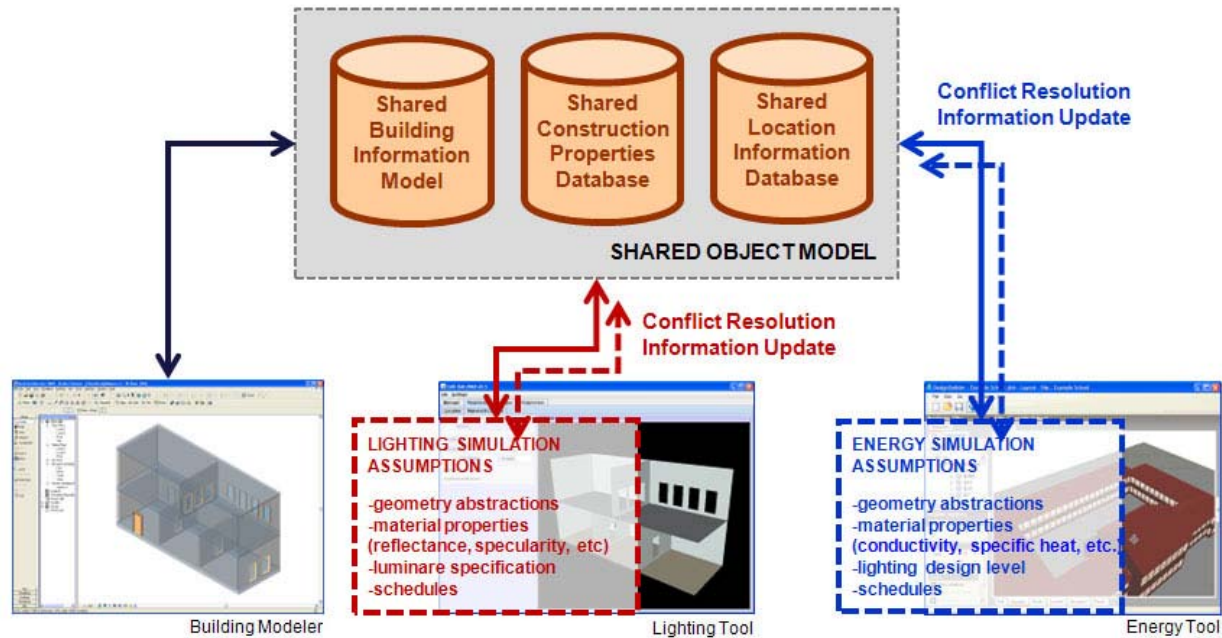 Shared
Building
Information
Model
Shared
Construction
Properties
Database
Shared
Location
Information
Database
SHARED OBJECT MODEL
Conflict Resolution
Information Update
Conflict Resolution
Information Update
LIGHTING SIMULATION
ASSUMPTIONS
-geometry abstractions
-material properties
(reflectance, specularity, etc)
-luminare specification
-schedules
ENERGY SIMULATION
ASSUMPTIONS
-geometry abstractions
-material properties
(conductivity, specific heat, etc.)
-lighting design level
-schedules
Building Modeler
Lighting Tool
Energy Tool